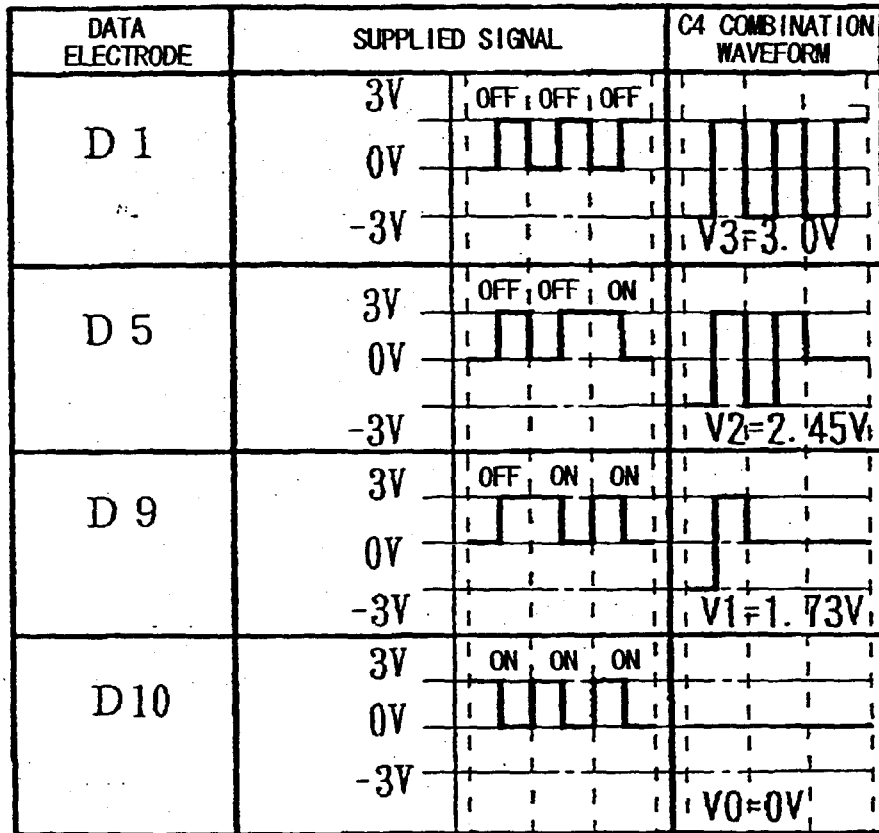 DATA ELECTRODE
SUPPLIED SIGNAL
C4 COMBINATION WAVEFORM
D 1
3V
0V
-3V
OFF OFF OFF
V3=3.0V
D 5
3V
0V
-3V
OFF OFF ON
V2=2.45V
D 9
3V
0V
-3V
OFF ON ON
V1=1.73V
D10
3V
0V
-3V
ON ON ON
V0=0V